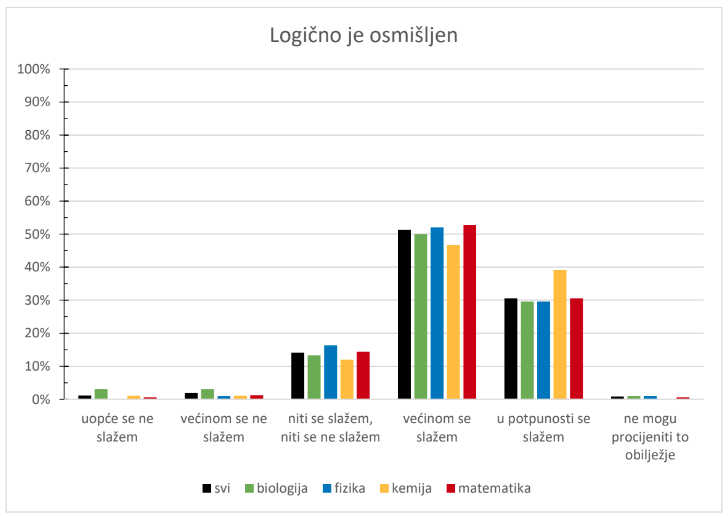 Logično je osmišljen
100%
90%
80%
70%
60%
50%
40%
30%
20%
10%
0%
uopće se ne
slažem
većinom se ne
slažem
niti se slažem,
niti se ne slažem
većinom se
slažem
u potpunosti se
slažem
ne mogu
procijeniti to
obilježje
svi biologija fizika kemija matematika